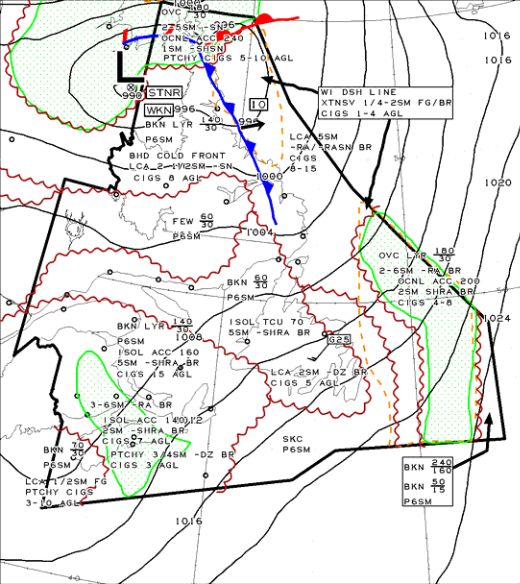 1000
OVC 180/30
996
2-5SM -SN
OCNL ACC 240
1SM -SHSN
PTCHY CIGS 5-10 AGL
1016
1016
L
990
STNR
WKN
996
BKN LYR 140/30
P6SM
10
996
WI DSH LINE
XTNSV 1/4-2SM FG/BR
CIGS 1-4 AGL
LCA 5SM
-RA/-RASN BR
CIGS
8-15
BHD COLD FRONT
LCA 2-1/2SM -SN
CIGS 8 AGL
1000
1020
FEW 60/30
P6SM
1004
OVC LYR 180/30
2-6SM -RA BR
OCNL ACC 200
2SM SHRA BR
CIGS 4-8
BKN 60/30
P6SM
1024
BKN LYR 140/30
P6SM
ISOL TCU 70
5SM -SHRA BR
1008
G25
ISOL ACC 160
5SM -SHRA BR
CIGS 15 AGL
LCA 2SM -DZ BR
CIGS 5 AGL
3-6SM -RA BR
ISOL ACC 140
1012
2SM -SHRA BR
CIGS 7 AGL
PTCHY 3/4SM -DZ BR
CIGS 3 AGL
BKN 70/30
P6SM
SKC
P6SM
LCA 1/2SM FG
PTCHY CIGS
3-10 AGL
BKN 240/160
BKN 50/15
P6SM
1016
40